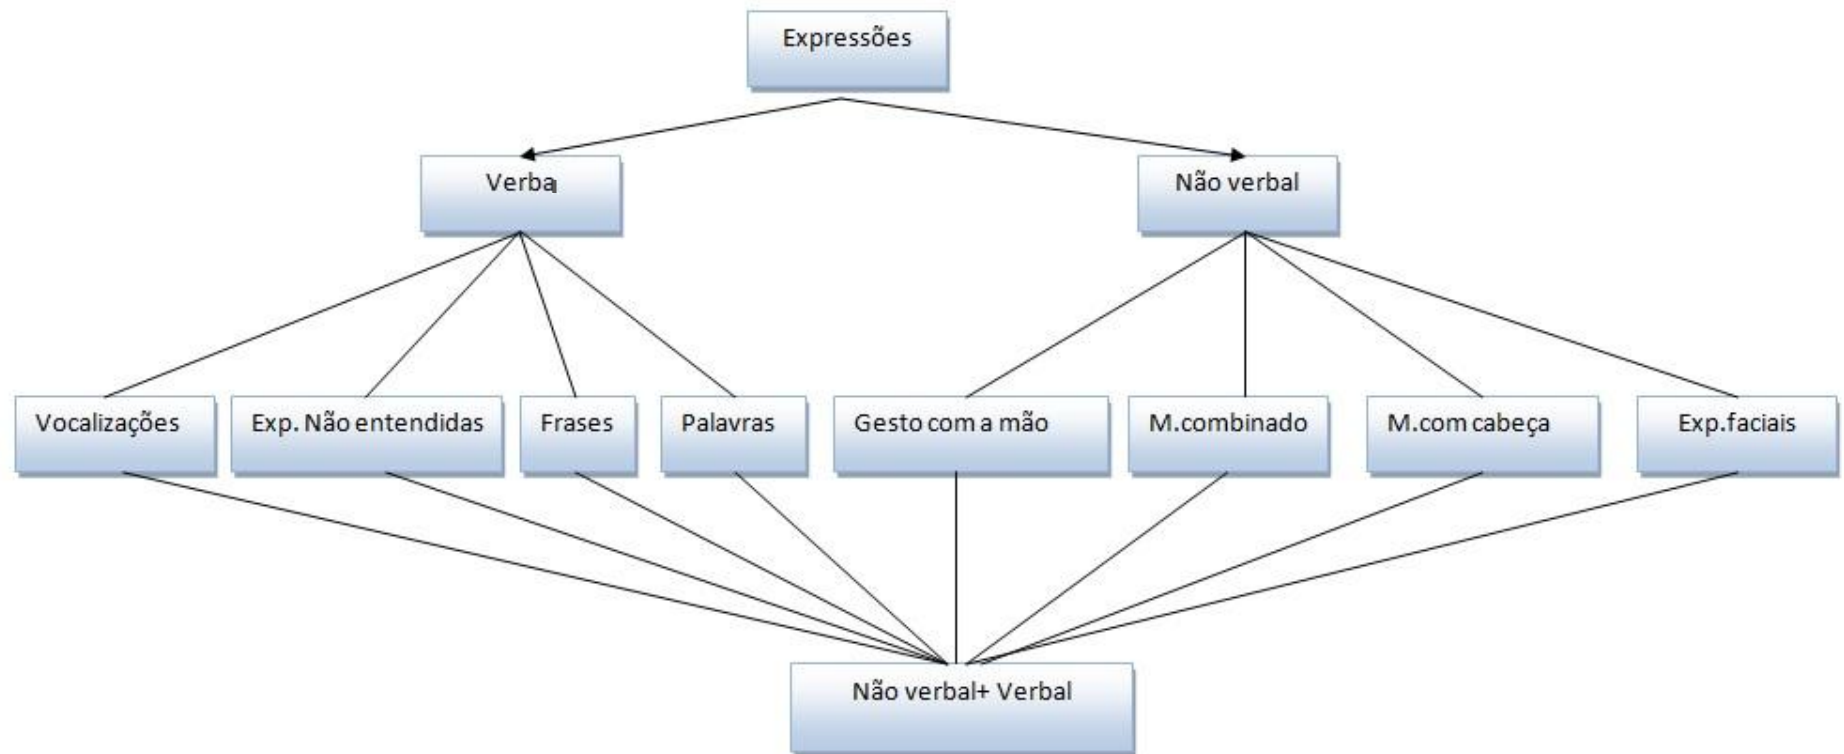 Expressões
Verbal
Não verbal
Vocalizações
Exp. Não entendidas
Frases
Palavras
Gesto com a mão
M.combinado
M.com cabeça
Exp.faciais
Não verbal+ Verbal